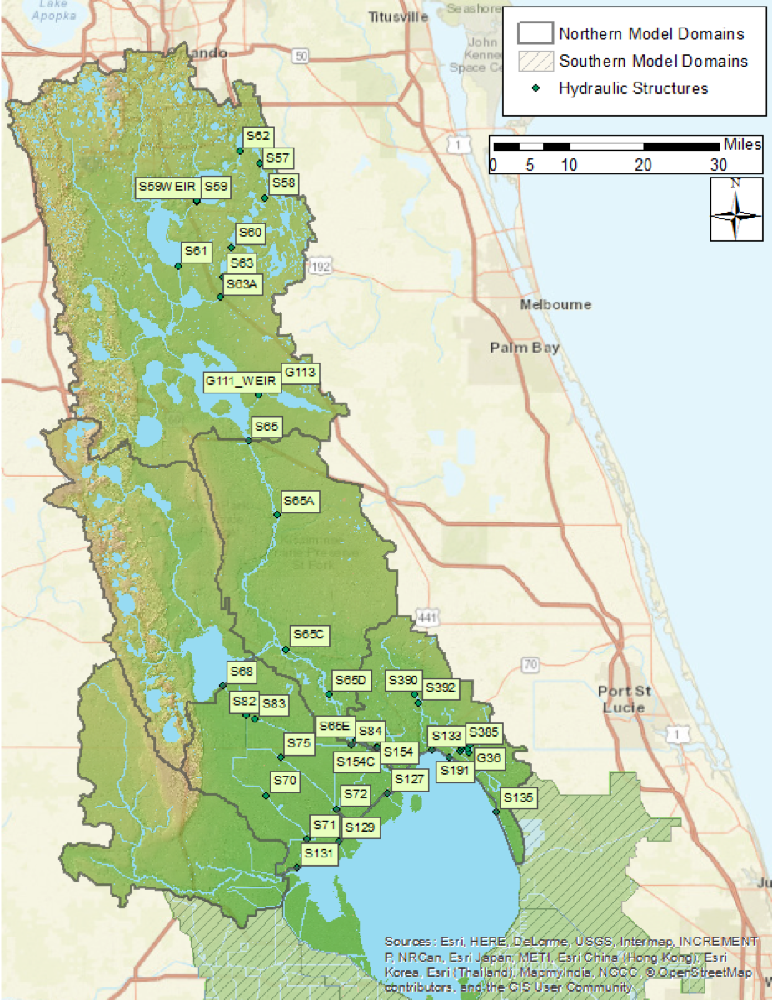 Lake
Apopka
Titusville
Seashore
John
Kenne
Space Ce
Northern Model Domains
Southern Model Domains
Hydraulic Structures
Miles
0 5 10 20 30
N
50
1
S62
S57
S59WEIR
S59
S58
S60
S61
S63
S63A
192
Melbourne
Palm Bay
G113
G111_WEIR
S65
S65A
St Park
441
S65C
70
S68
S65D
S390
S392
Port St
Lucie
S82
S83
S65E
S84
S133
S385
1
S75
S154
S154C
G36
S191
S70
S127
S72
S135
S71
S129
S131
Ju
Sources: Esri, HERE, DeLorme, USGS, Intermap, INCREMENT
P, NRCan, Esri Japan, METI, Esri China (Hong Kong), Esri
Korea, Esri (Thailand), MapmyIndia, NGCC, © OpenStreetMap
contributors, and the GIS User Community
W